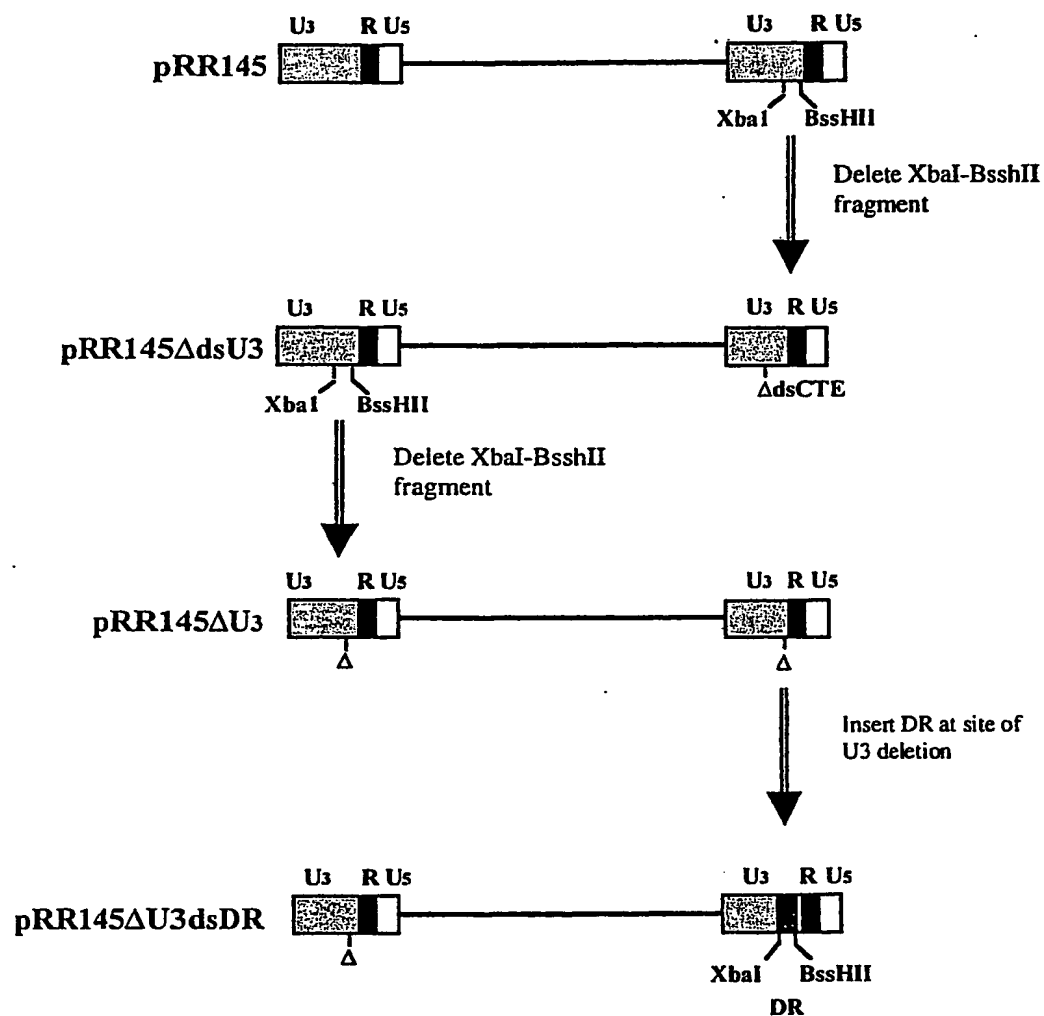 U3 R U5 U3 R U5
pRR145
XbaI BssHII
Delete XbaI-BsshII
fragment
U3 R U5 U3 R U5
pRR145ΔdsU3
XbaI BssHII ΔdsCTE
Delete XbaI-BsshII
fragment
U3 R U5 U3 R U5
pRR145ΔU3
Δ Δ
Insert DR at site of
U3 deletion
U3 R U5 U3 R U5
pRR145ΔU3dsDR
Δ XbaI BssHII
DR